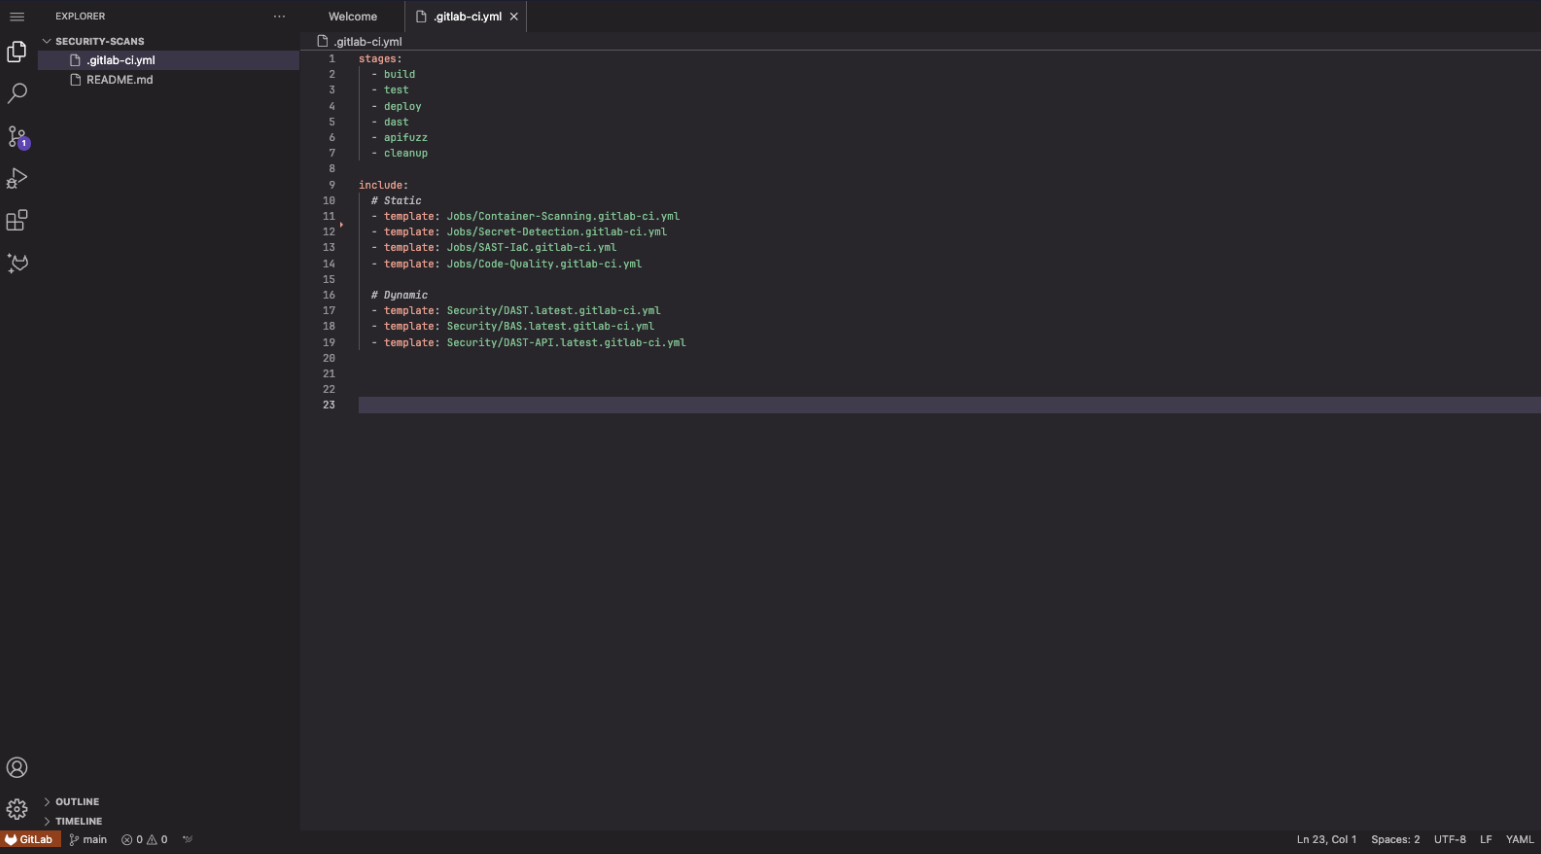 EXPLORER
SECURITY-SCANS
.gitlab-ci.yml
README.md
1
OUTLINE
TIMELINE
Welcome
.gitlab-ci.yml
.gitlab-ci.yml
1 stages:
2 - build
3 - test
4 - deploy
5 - dast
6 - apifuzz
7 - cleanup
8
9 include:
10 # Static
11 - template: Jobs/Container-Scanning.gitlab-ci.yml
12 - template: Jobs/Secret-Detection.gitlab-ci.yml
13 - template: Jobs/SAST-IaC.gitlab-ci.yml
14 - template: Jobs/Code-Quality.gitlab-ci.yml
15
16 # Dynamic
17 - template: Security/DAST.latest.gitlab-ci.yml
18 - template: Security/BAS.latest.gitlab-ci.yml
19 - template: Security/DAST-API.latest.gitlab-ci.yml
20
21
22
23
GitLab main 0 0 Ln 23, Col 1 Spaces: 2 UTF-8 LF YAML